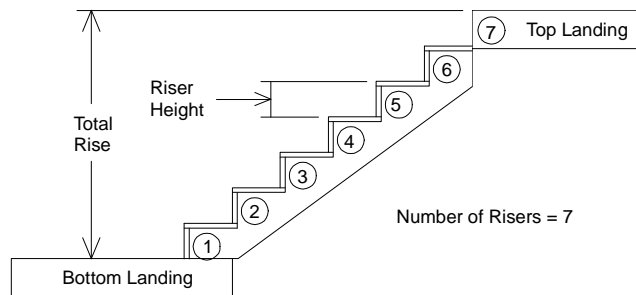 7
Top Landing
6
Riser
Height
5
Total
Rise
4
3
2
Number of Risers = 7
1
Bottom Landing